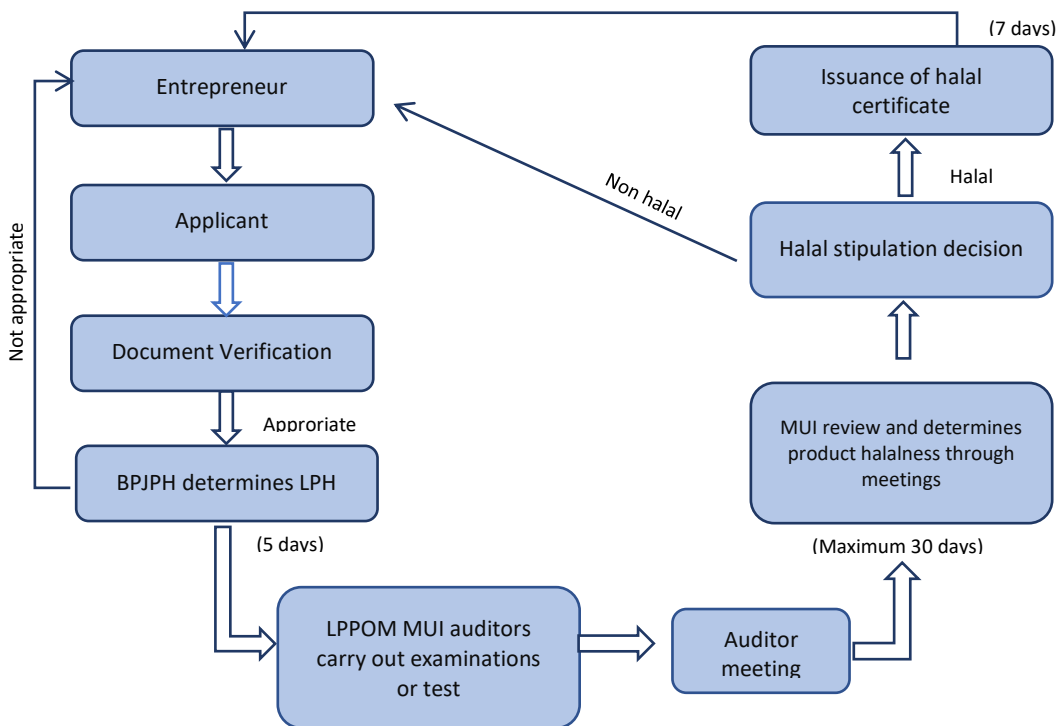 Entrepreneur
Applicant
Document Verification
Approriate
BPJPH determines LPH
(5 days)
Not appropriate
LPPOM MUI auditors
carry out examinations
or test
Auditor
meeting
(Maximum 30 days)
MUI review and determines
product halalness through
meetings
Halal stipulation decision
Non halal
Halal
Issuance of halal
certificate
(7 days)